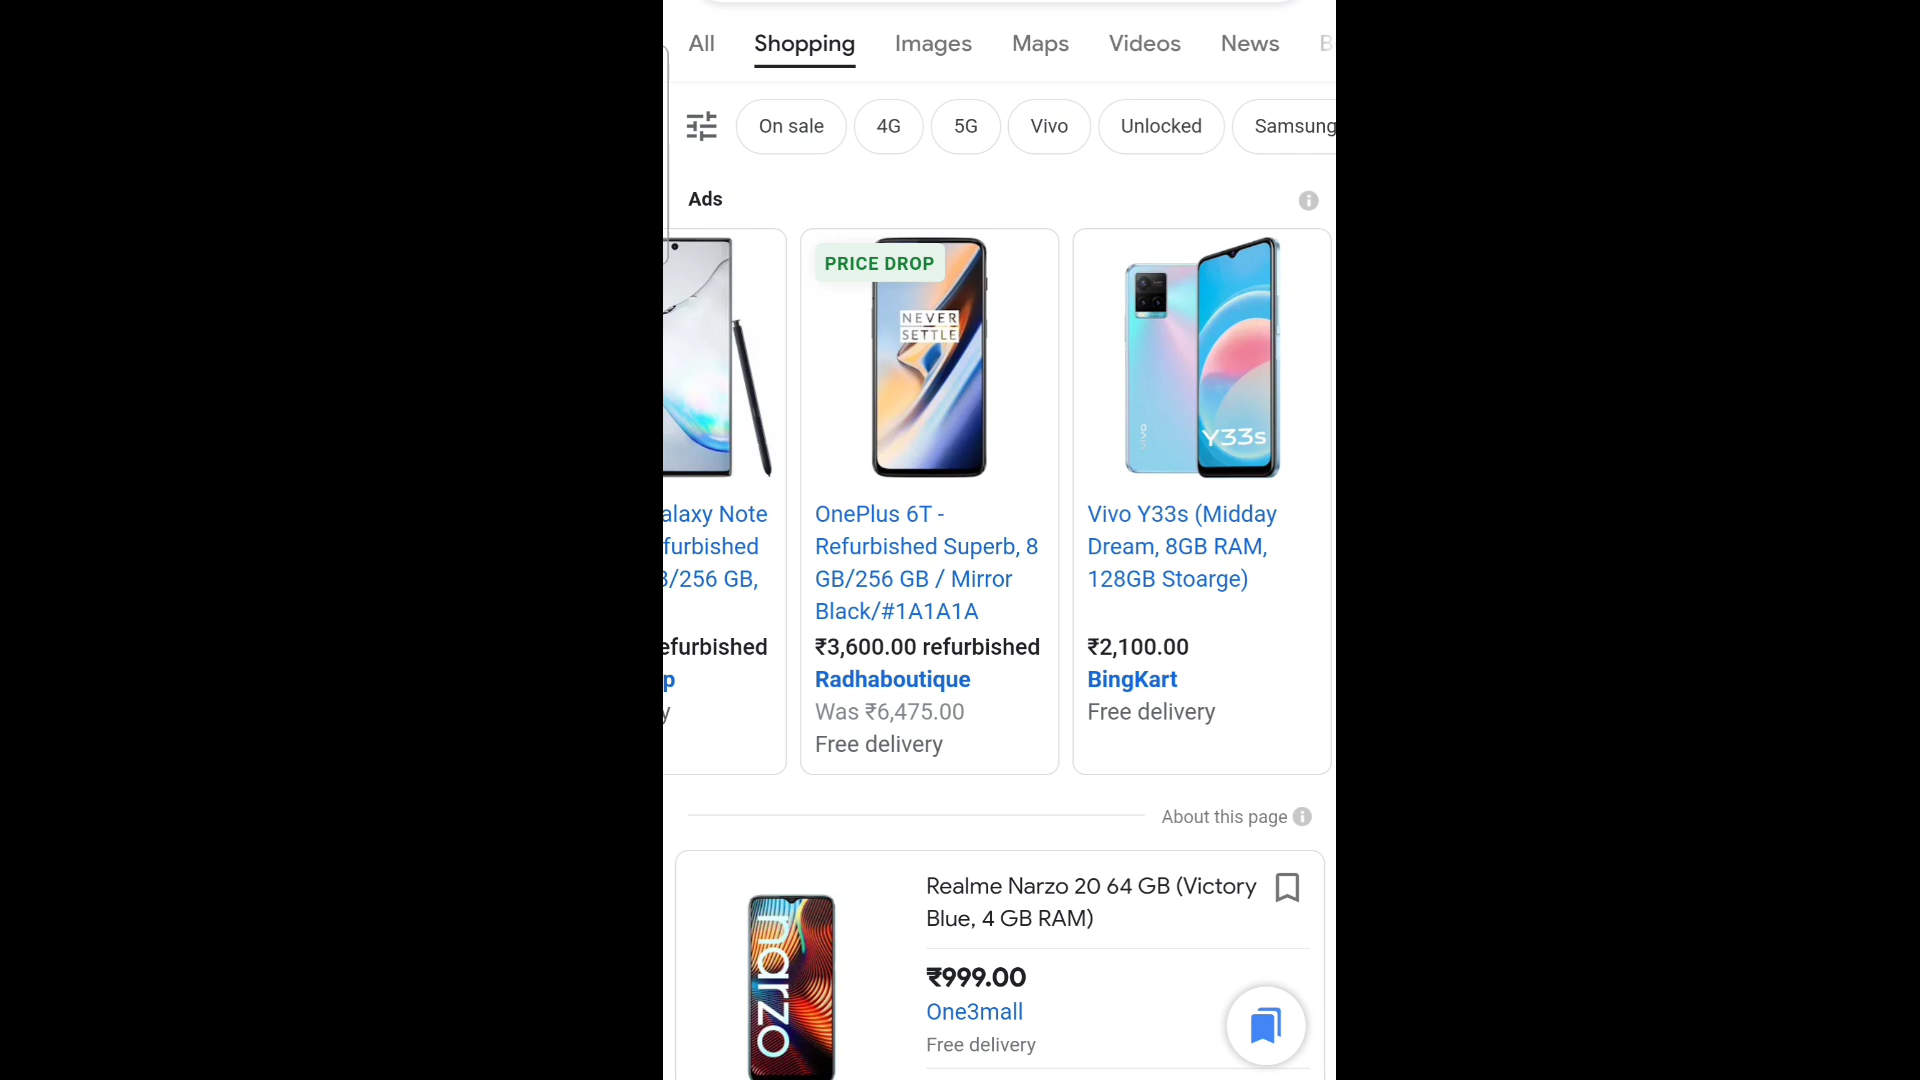 All Shopping Images Maps Videos News B
On sale 4G 5G Vivo Unlocked Samsung
Ads
alaxy Note
furbished
/256 GB,
efurbished
p
y
PRICE DROP
NEVER
SETTLE
OnePlus 6T -
Refurbished Superb, 8
GB/256 GB / Mirror
Black/#1A1A1A
₹3,600.00 refurbished
Radhaboutique
Was ₹6,475.00
Free delivery
vivo
Y33s
Vivo Y33s (Midday
Dream, 8GB RAM,
128GB Stoarge)
₹2,100.00
BingKart
Free delivery
About this page
narzo
Realme Narzo 20 64 GB (Victory
Blue, 4 GB RAM)
₹999.00
One3mall
Free delivery